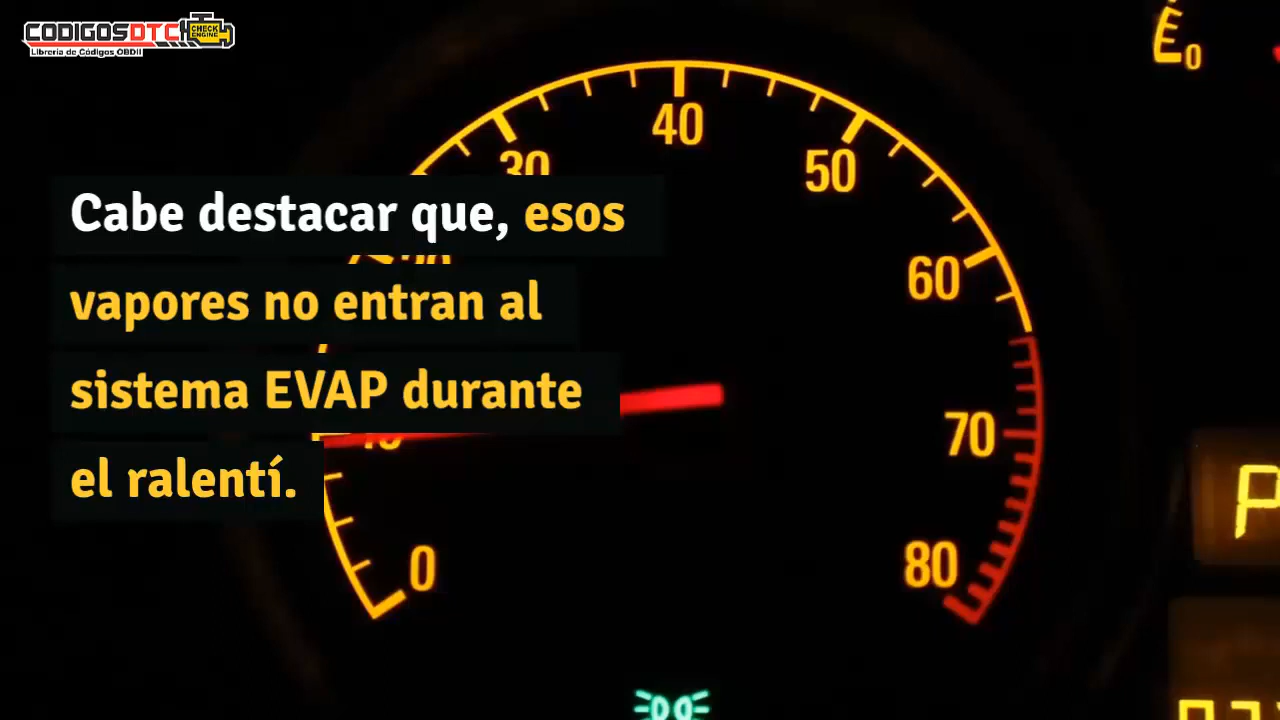 CODIGOSDTC
CHECK
ENGINE
Librería de Códigos OBDII
E
0
40
30
50
Cabe destacar que, esos
vapores no entran al
60
sistema EVAP durante
70
el ralentí.
P
0
80